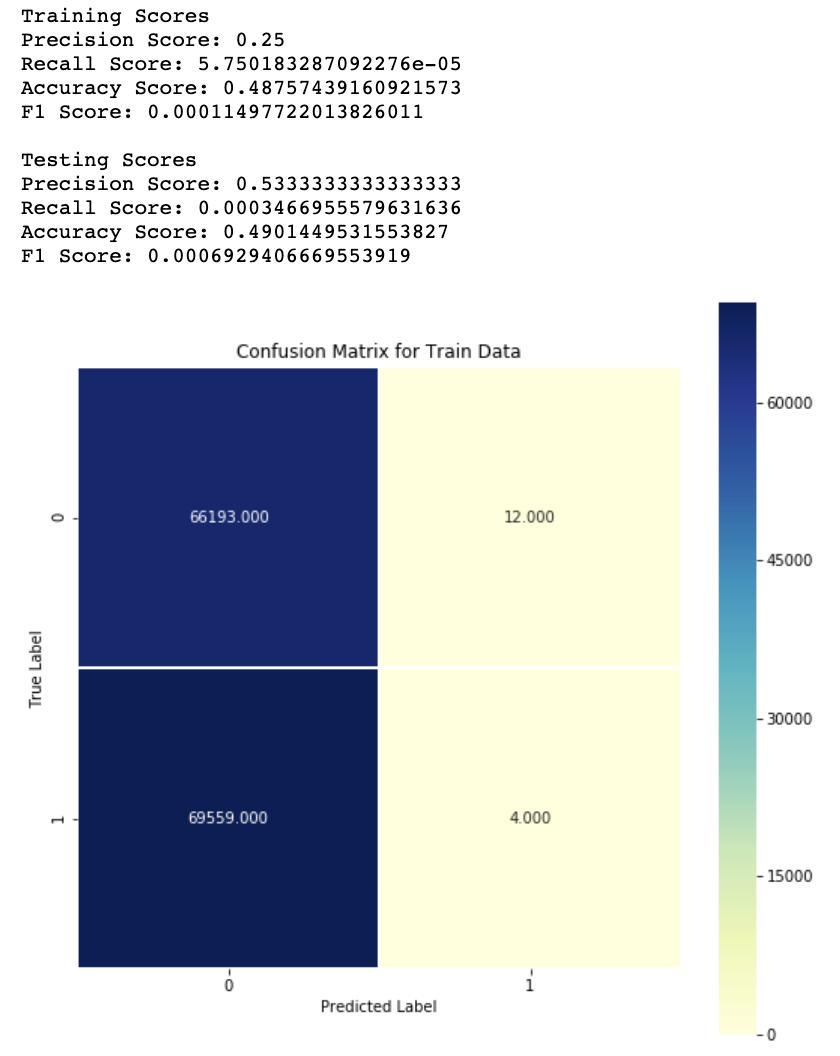 Training Scores
Precision Score: 0.25
Recall Score: 5.750183287092276e-05
Accuracy Score: 0.48757439160921573
F1 Score: 0.00011497722013826011
Testing Scores
Precision Score: 0.5333333333333333
Recall Score: 0.0003466955579631636
Accuracy Score: 0.4901449531553827
F1 Score: 0.0006929406669553919
Confusion Matrix for Train Data
60000
45000
30000
15000
0
True Label
0
66193.000
12.000
1
69559.000
4.000
0
1
Predicted Label